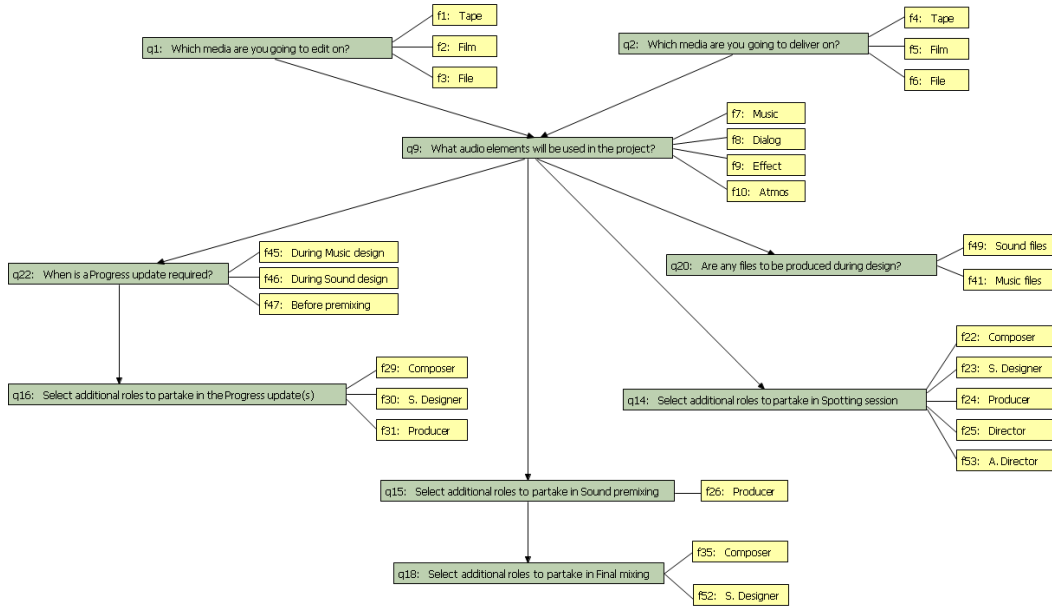 q1: Which media are you going to edit on?
f1: Tape
f2: Film
f3: File
q2: Which media are you going to deliver on?
f4: Tape
f5: Film
f6: File
q9: What audio elements will be used in the project?
f7: Music
f8: Dialog
f9: Effect
f10: Atmos
q22: When is a Progress update required?
f45: During Music design
f46: During Sound design
f47: Before premixing
q20: Are any files to be produced during design?
f49: Sound files
f41: Music files
q16: Select additional roles to partake in the Progress update(s)
f29: Composer
f30: S. Designer
f31: Producer
q14: Select additional roles to partake in Spotting session
f22: Composer
f23: S. Designer
f24: Producer
f25: Director
f53: A. Director
q15: Select additional roles to partake in Sound premixing
f26: Producer
q18: Select additional roles to partake in Final mixing
f35: Composer
f52: S. Designer